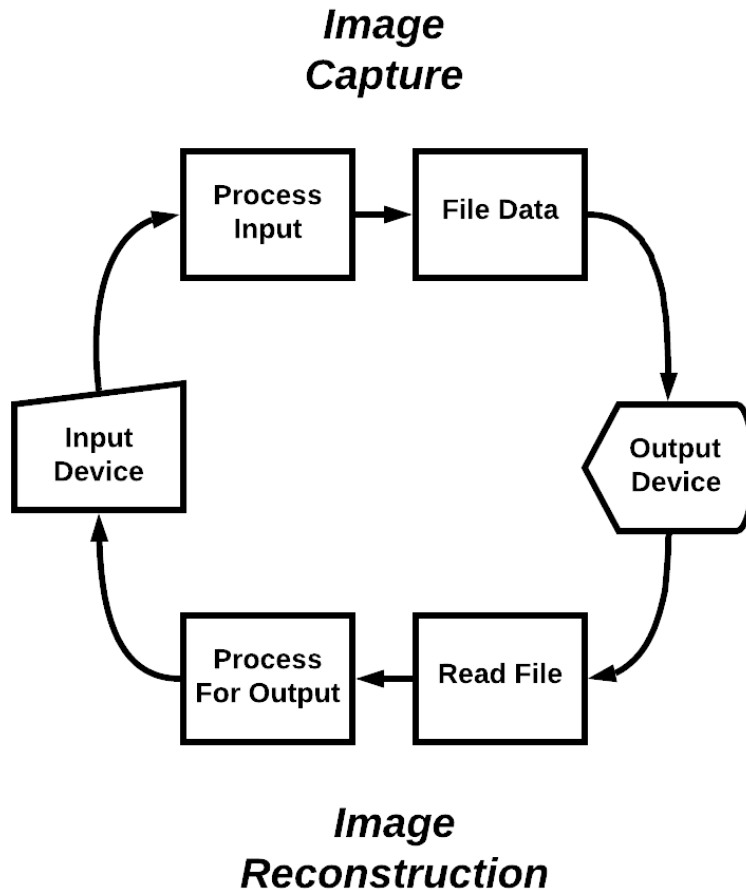 Image
Capture
Process
Input
File Data
Input
Device
Output
Device
Process
For Output
Read File
Image
Reconstruction